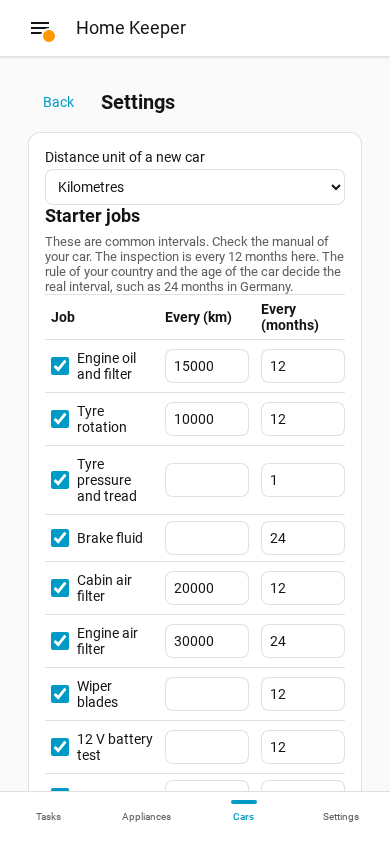 Home Keeper
Back
Settings
Distance unit of a new car
Kilometres
Starter jobs
These are common intervals. Check the manual of
your car. The inspection is every 12 months here. The
rule of your country and the age of the car decide the
real interval, such as 24 months in Germany.
Job
Every (km)
Every
(months)
Engine oil
and filter
15000
12
Tyre
rotation
10000
12
Tyre
pressure
and tread
1
Brake fluid
24
Cabin air
filter
20000
12
Engine air
filter
30000
24
Wiper
blades
12
12 V battery
test
12
Tasks
Appliances
Cars
Settings